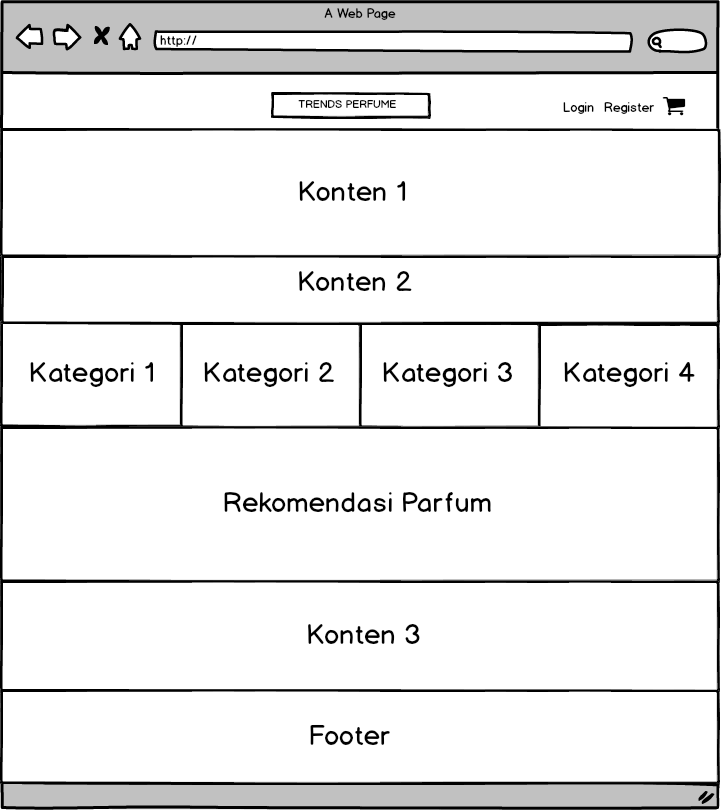 A Web Page
http://
TRENDS PERFUME
Login Register
Konten 1
Konten 2
Kategori 1 Kategori 2 Kategori 3 Kategori 4
Rekomendasi Parfum
Konten 3
Footer